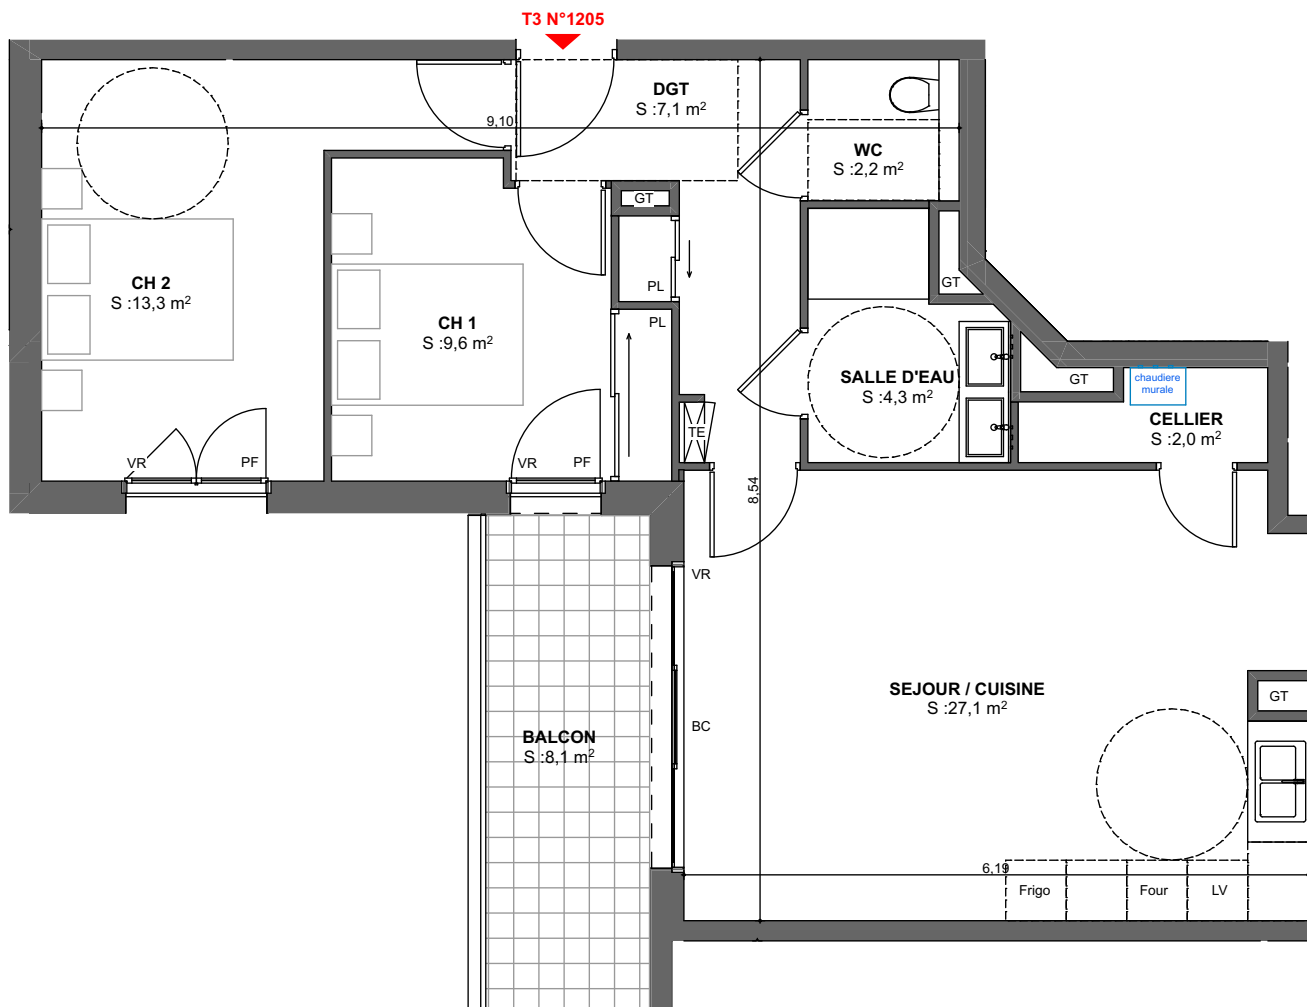 T3 N°1205
DGT
S :7,1 m²
9,10
WC
S :2,2 m²
GT
CH 2
S :13,3 m²
PL
GT
CH 1
S :9,6 m²
PL
SALLE D'EAU
S :4,3 m²
GT
chaudiere
murale
CELLIER
S :2,0 m²
TE
VR
PF
VR
PF
8,54
VR
SEJOUR / CUISINE
S :27,1 m²
GT
BC
BALCON
S :8,1 m²
6,19
Frigo
Four
LV